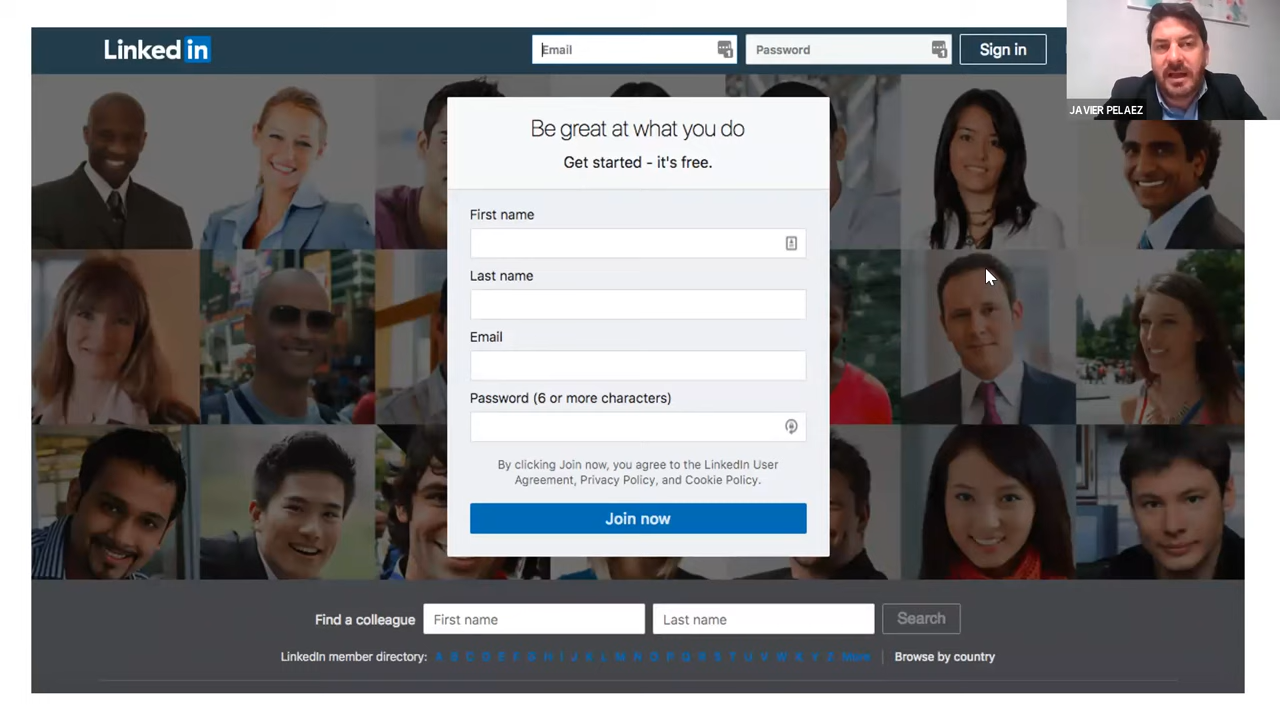 Linked in
Email
Password
Sign in
JAVIER PELAEZ
Be great at what you do
Get started - it's free.
First name
Last name
Email
Password (6 or more characters)
By clicking Join now, you agree to the LinkedIn User
Agreement, Privacy Policy, and Cookie Policy.
Join now
Find a colleague First name Last name Search
LinkedIn member directory: A B C D E F G H I J K L M N O P Q R S T U V W X Y Z More Browse by country